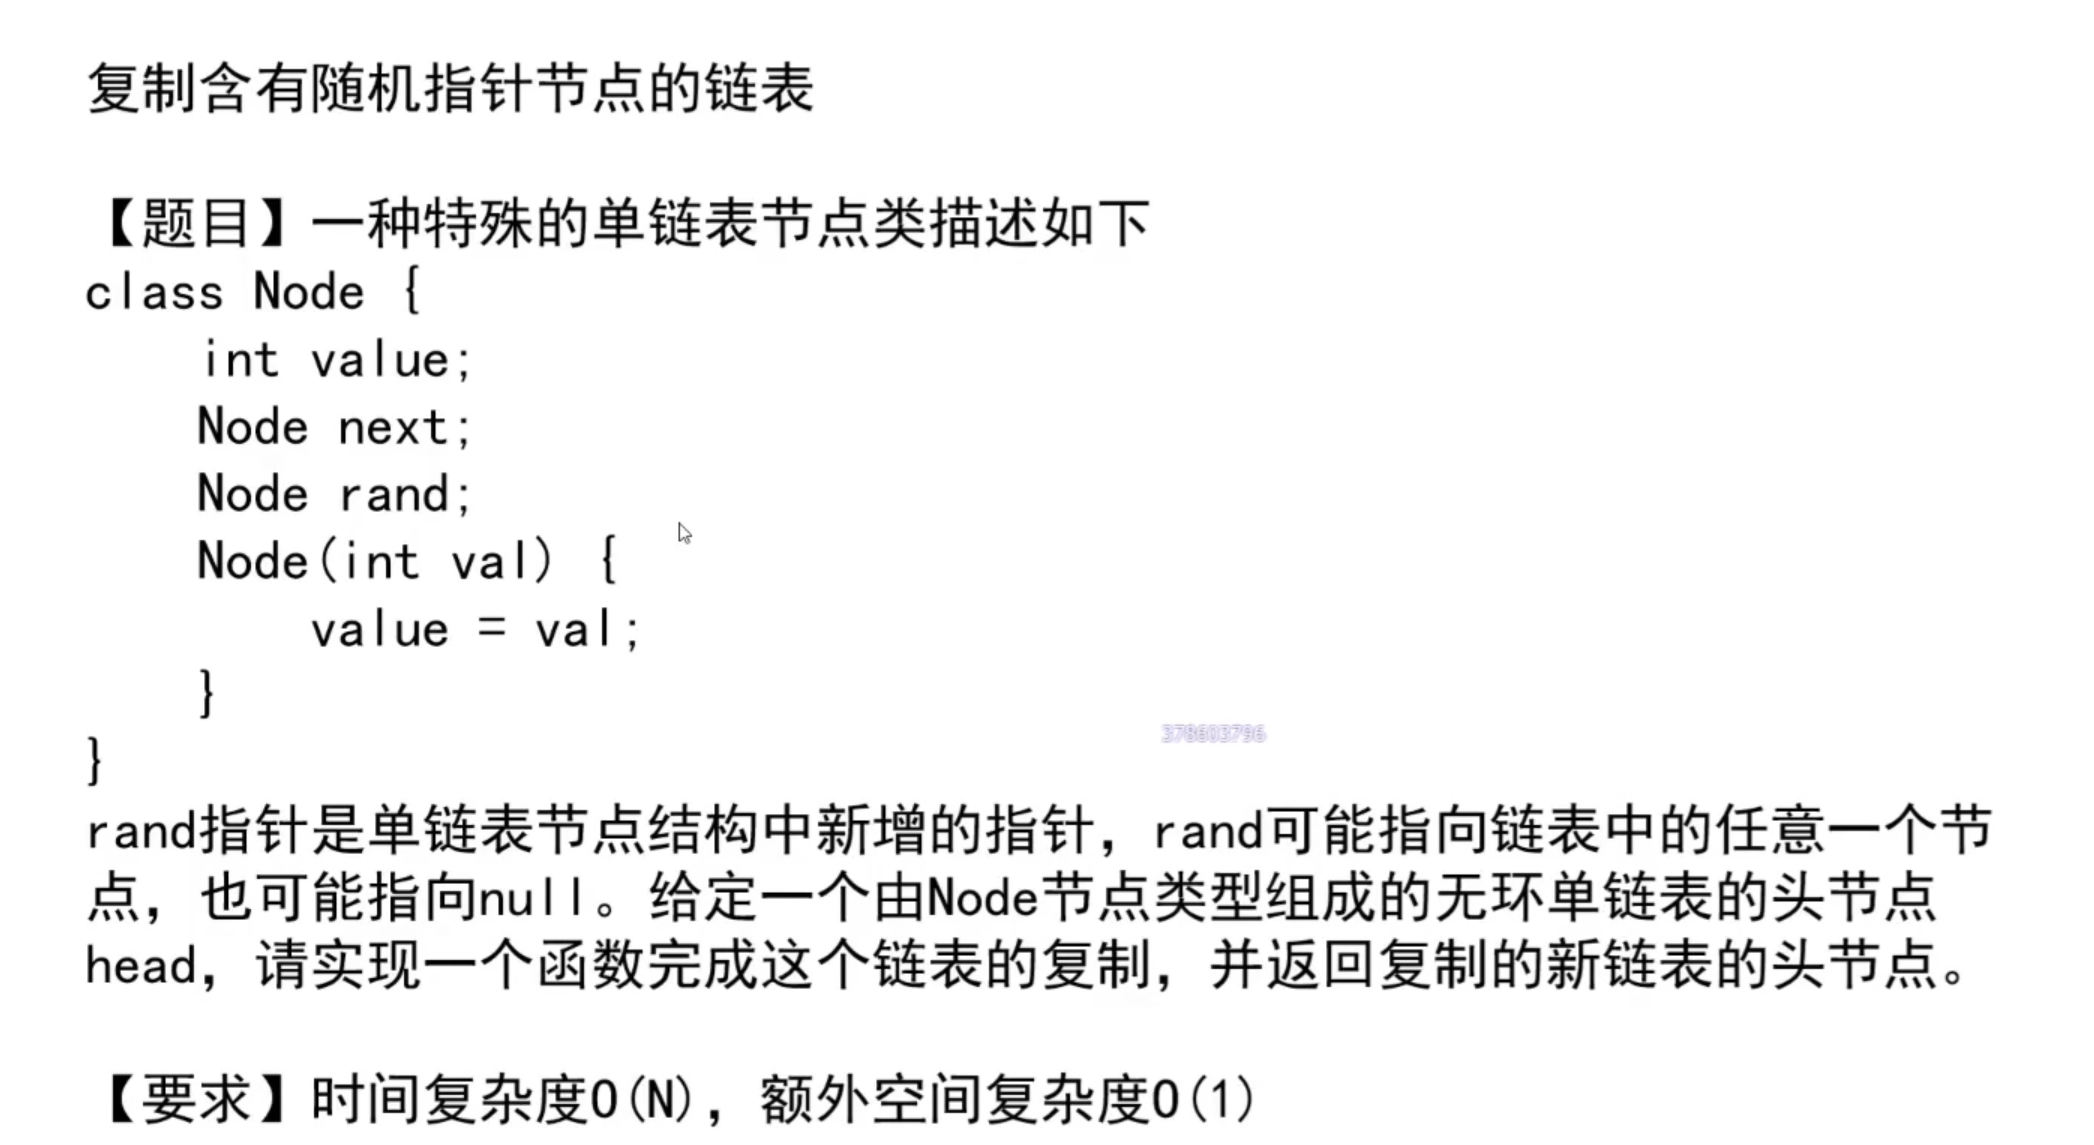 复制含有随机指针节点的链表
【题目】一种特殊的单链表节点类描述如下
class Node {
int value;
Node next;
Node rand;
Node(int val) {
value = val;
}
378603796
}
rand指针是单链表节点结构中新增的指针，rand可能指向链表中的任意一个节
点，也可能指向null。给定一个由Node节点类型组成的无环单链表的头节点
head，请实现一个函数完成这个链表的复制，并返回复制的新链表的头节点。
【要求】时间复杂度O(N)，额外空间复杂度O(1)